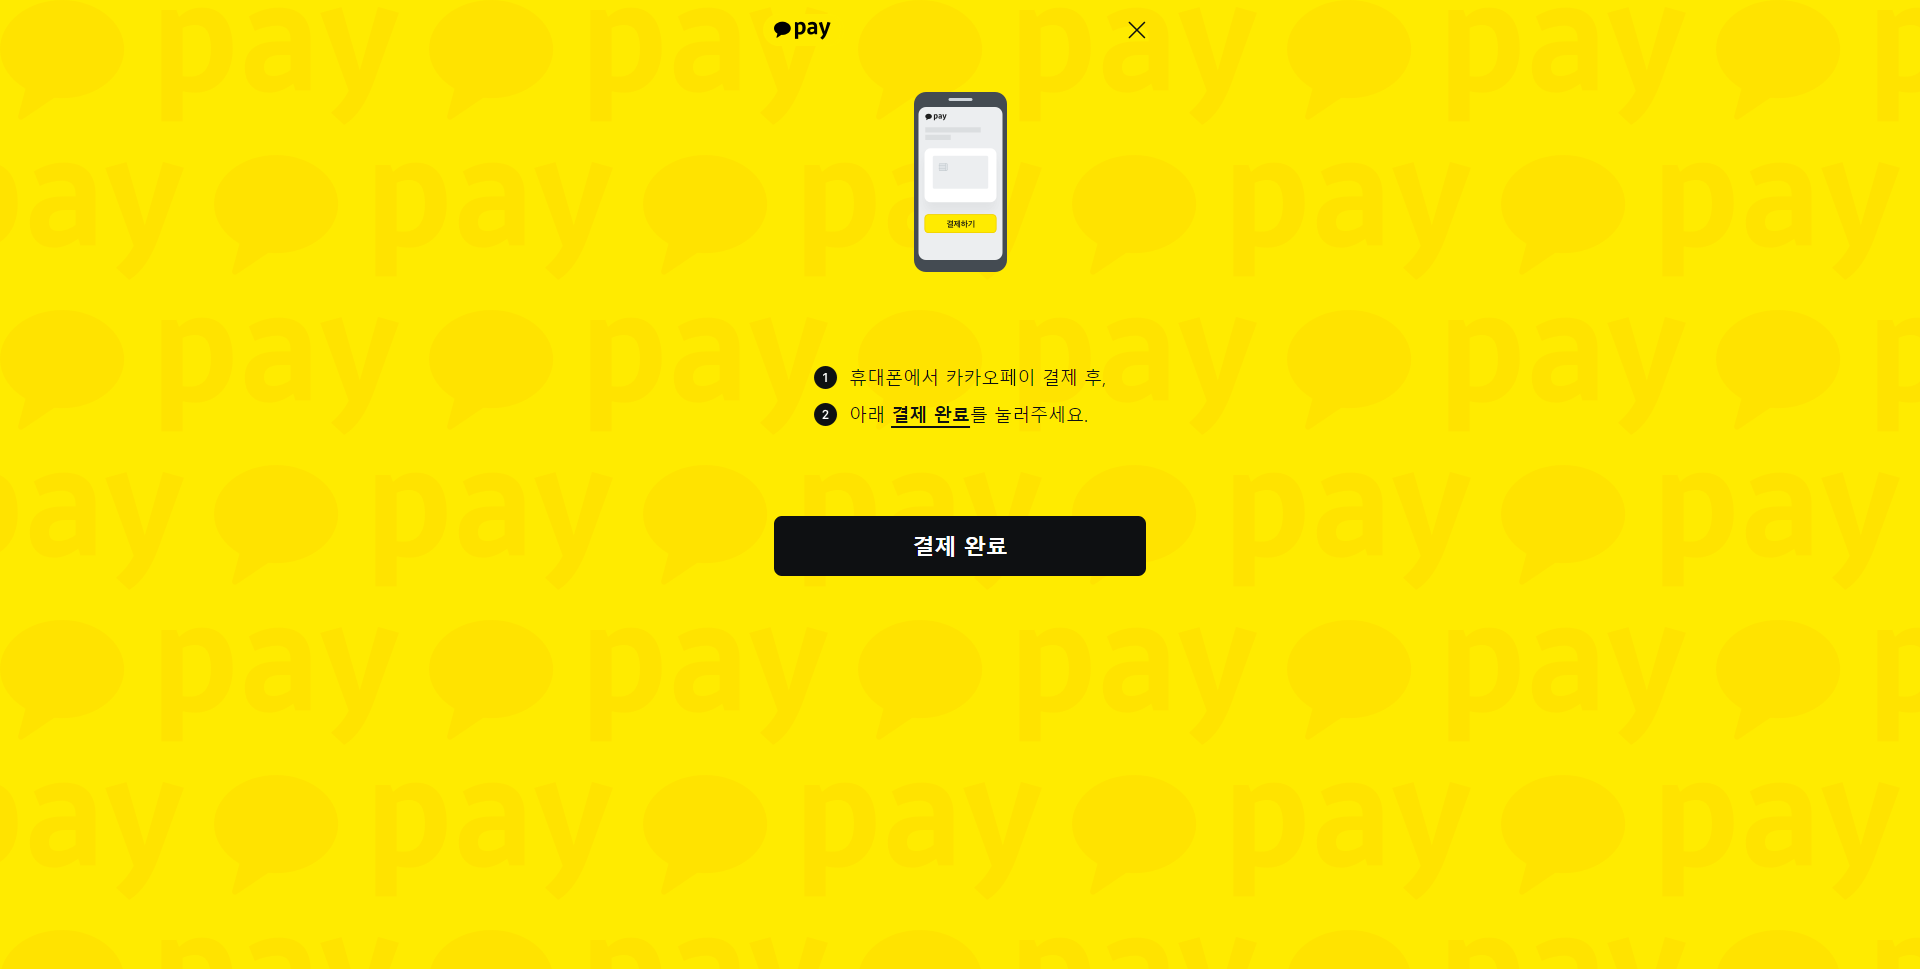 pay
pay
결제하기
1 휴대폰에서 카카오페이 결제 후,
2 아래 결제 완료를 눌러주세요.
결제 완료